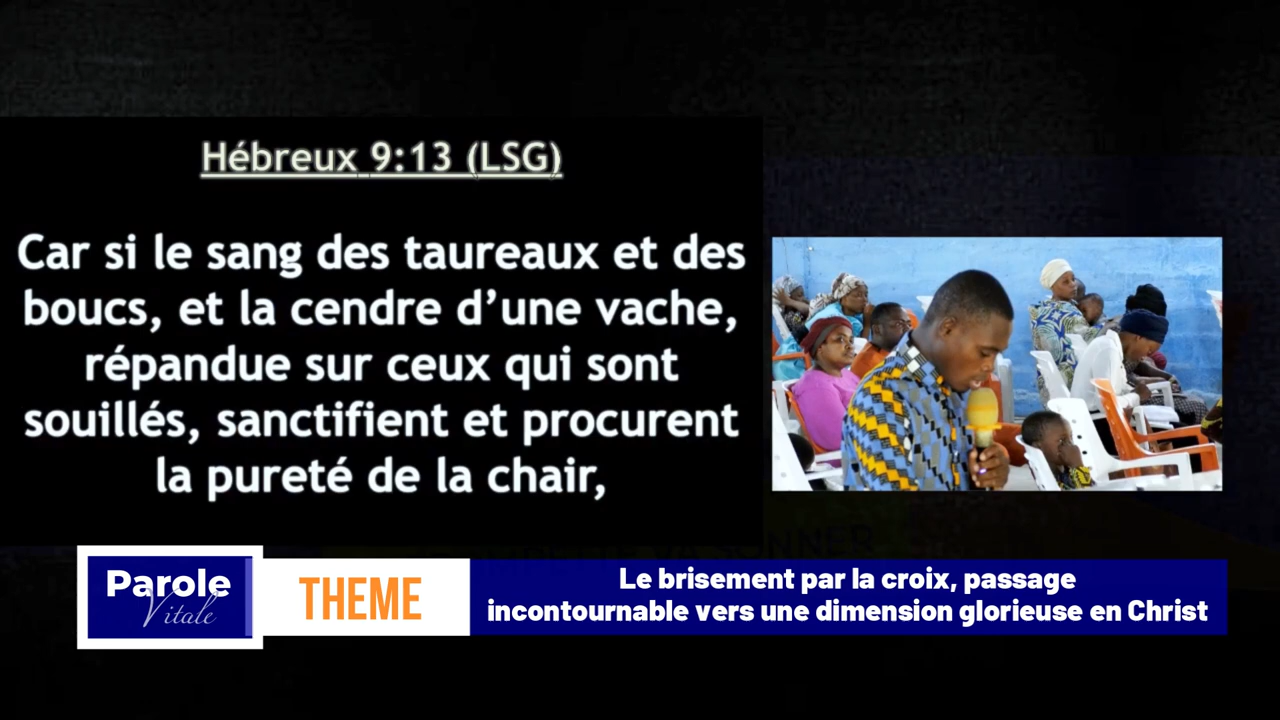 Hébreux 9:13 (LSG)
Car si le sang des taureaux et des
boucs, et la cendre d’une vache,
répandue sur ceux qui sont
souillés, sanctifient et procurent
la pureté de la chair,
Parole
Vitale
THEME
Le brisement par la croix, passage
incontournable vers une dimension glorieuse en Christ